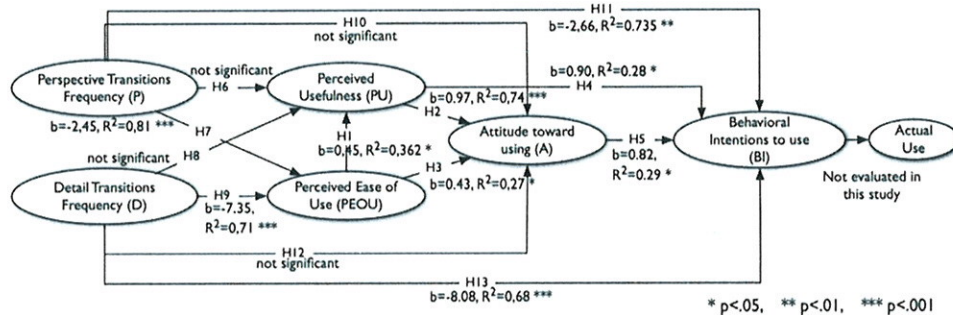 H10
not significant
H11
b=-2,66, R²=0.735 **
Perspective Transitions
Frequency (P)
not significant
H6
Perceived
Usefulness (PU)
b=0.90, R²=0.28 *
H4
b=0.97, R²=0,74 ***
H2
b=-2,45, R²=0,81 ***
H7
H1
b=0,45, R²=0,362 *
Attitude toward
using (A)
H5
b=0.82,
R²=0.29 *
Behavioral
Intentions to use
(BI)
Actual
Use
Not evaluated in
this study
not significant
H8
H3
b=0.43, R²=0,27 *
Detail Transitions
Frequency (D)
H9
b=-7.35,
R²=0,71 ***
Perceived Ease of
Use (PEOU)
H12
not significant
H13
b=-8.08, R²=0,68 ***
* p<.05, ** p<.01, *** p<.001